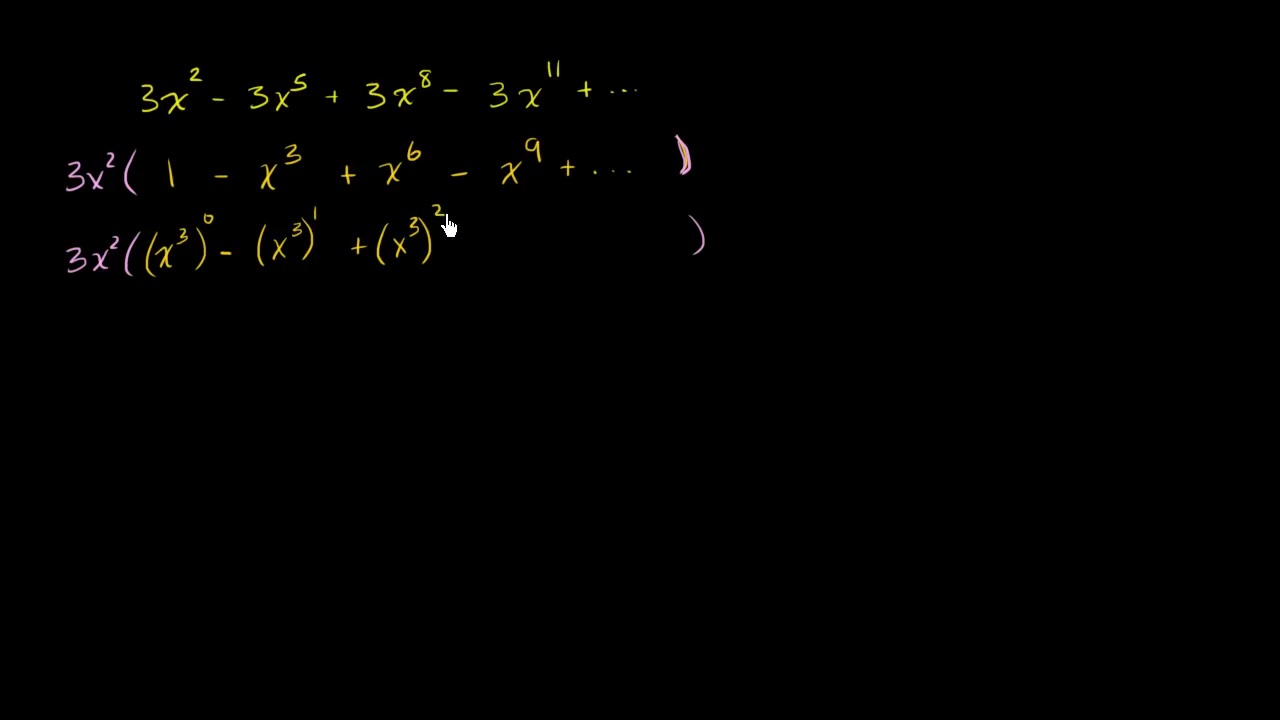 3x² - 3x⁵ + 3x⁸ - 3x¹¹ + ...
3x²( 1 - x³ + x⁶ - x⁹ + ... )
3x²( (x³)⁰ - (x³)¹ + (x³)² )